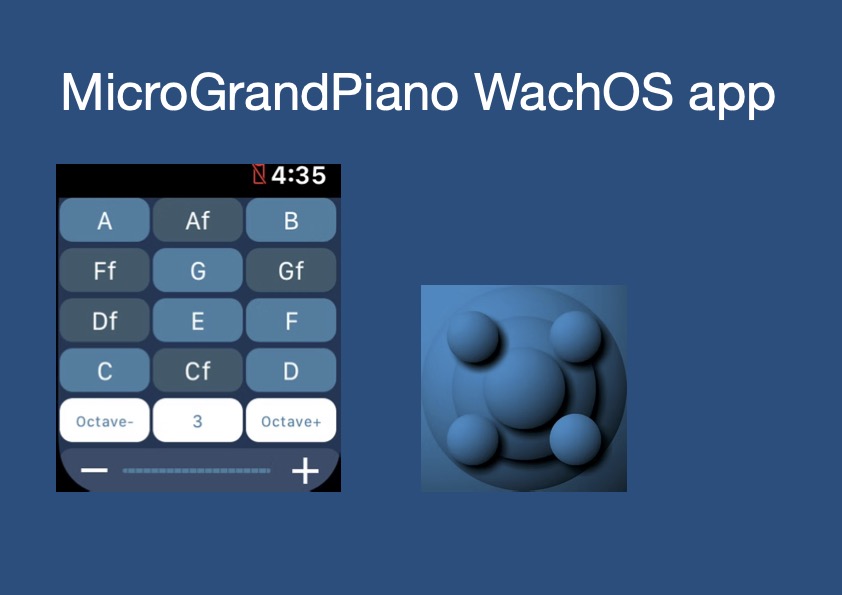 MicroGrandPiano WachOS app
4:35
A Af B
Ff G Gf
Df E F
C Cf D
Octave- 3 Octave+
− +